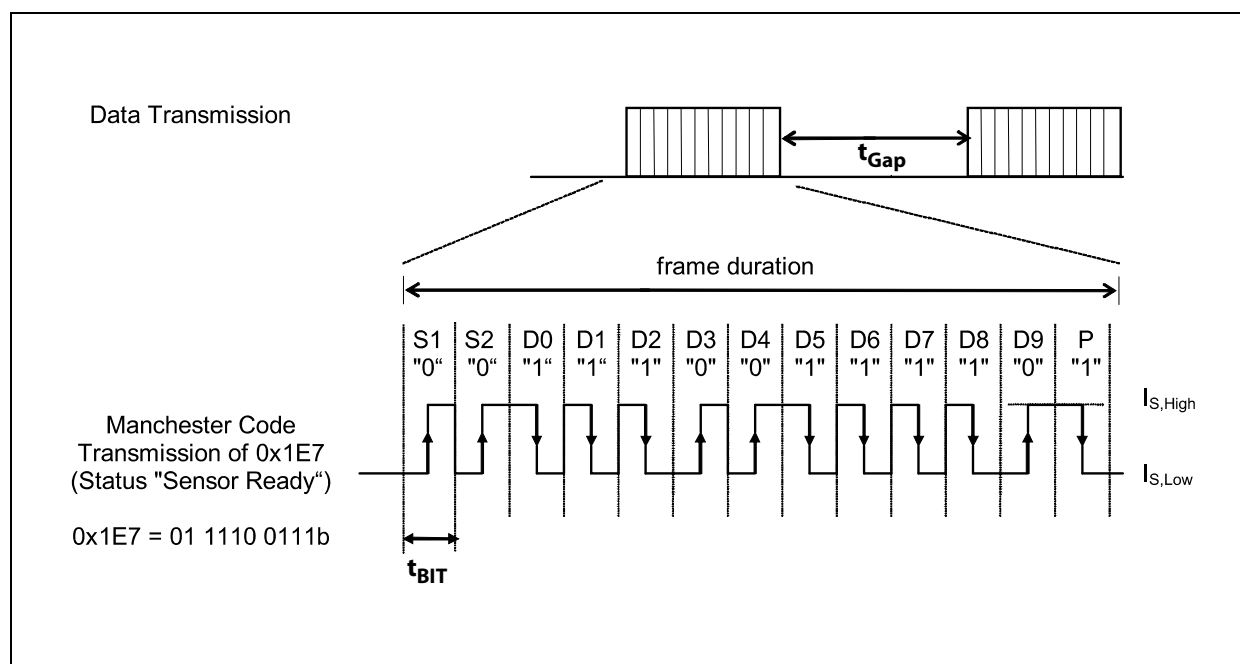 Data Transmission
tGap
frame duration
S1 S2 D0 D1 D2 D3 D4 D5 D6 D7 D8 D9 P
"0“ "0“ "1“ "1“ "1" "0" "0" "1" "1" "1" "1" "0" "1"
IS,High
Manchester Code
Transmission of 0x1E7
(Status "Sensor Ready“)
IS,Low
0x1E7 = 01 1110 0111b
tBIT